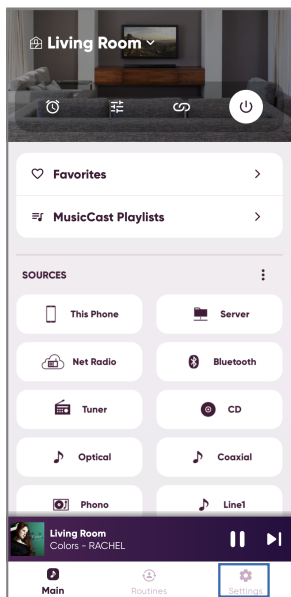 Living Room
Favorites
MusicCast Playlists
SOURCES
This Phone
Server
Net Radio
Bluetooth
Tuner
CD
Optical
Coaxial
Phono
Line1
Living Room
Colors - RACHEL
Main
Routines
Settings